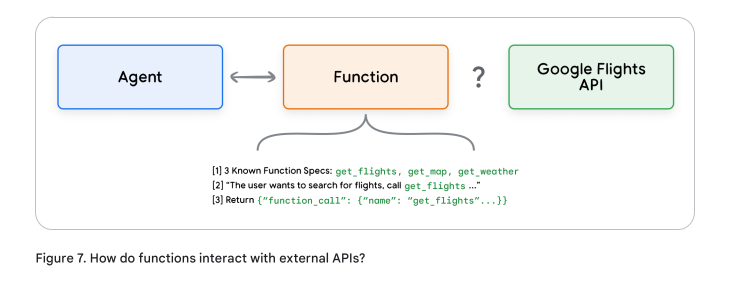 Agent
Function
?
Google Flights
API
[1] 3 Known Function Specs: get_flights, get_map, get_weather
[2] “The user wants to search for flights, call get_flights ...”
[3] Return {“function_call”: {“name”: “get_flights”...}}
Figure 7. How do functions interact with external APIs?